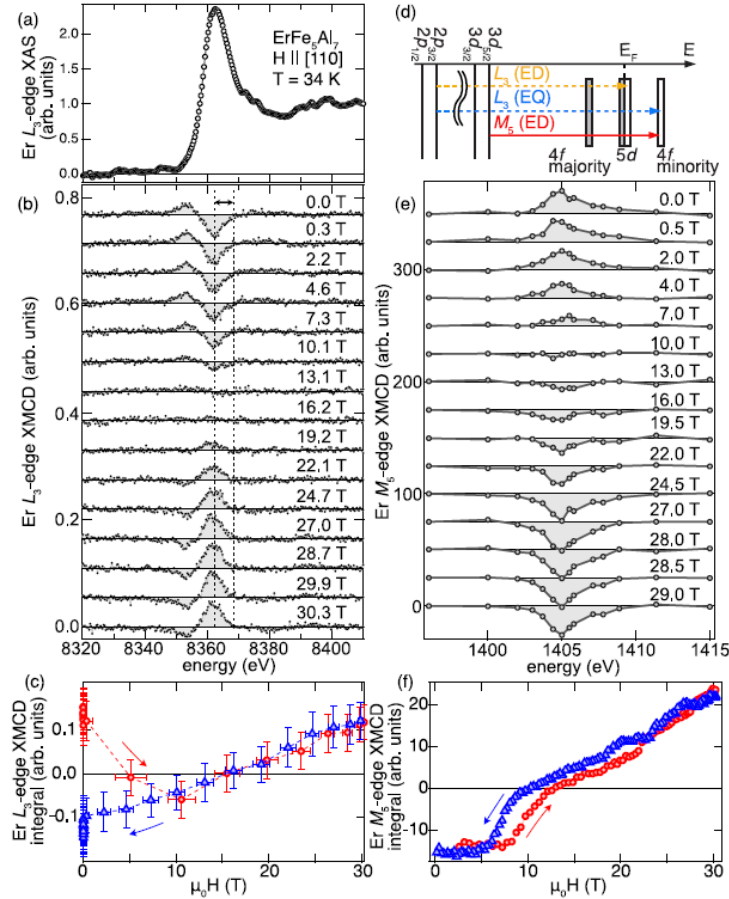 (a)
Er L3-edge XAS
(arb. units)
2.0
1.0
0.0
ErFe5Al7
H || [110]
T = 34 K
(b)
Er L3-edge XMCD (arb. units)
0.8
0.6
0.4
0.2
0.0
0.0 T
0.3 T
2.2 T
4.6 T
7,3 T
10.1 T
13,1 T
16.2 T
19,2 T
22,1 T
24.7 T
27,0 T
28.7 T
29,9 T
30,3 T
8320 8340 8360 8380 8400
energy (eV)
(c)
Er L3-edge XMCD
integral (arb. units)
0.1
0.0
-0.1
0 10 20 30
μ0H (T)
(d)
2p1/2
2p3/2
3d3/2
3d5/2
EF
E
L3 (ED)
L3 (EQ)
M5 (ED)
4f
majority
5d
4f
minority
(e)
Er M5-edge XMCD (arb. units)
300
200
100
0
0.0 T
0.5 T
2.0 T
4.0 T
7.0 T
10,0 T
13,0 T
16,0 T
19.5 T
22.0 T
24,5 T
27,0 T
28,0 T
28.5 T
29,0 T
1400 1405 1410 1415
energy (eV)
(f)
Er M5-edge XMCD
integral (arb. units)
20
10
0
-10
0 5 10 15 20 25 30
μ0H (T)